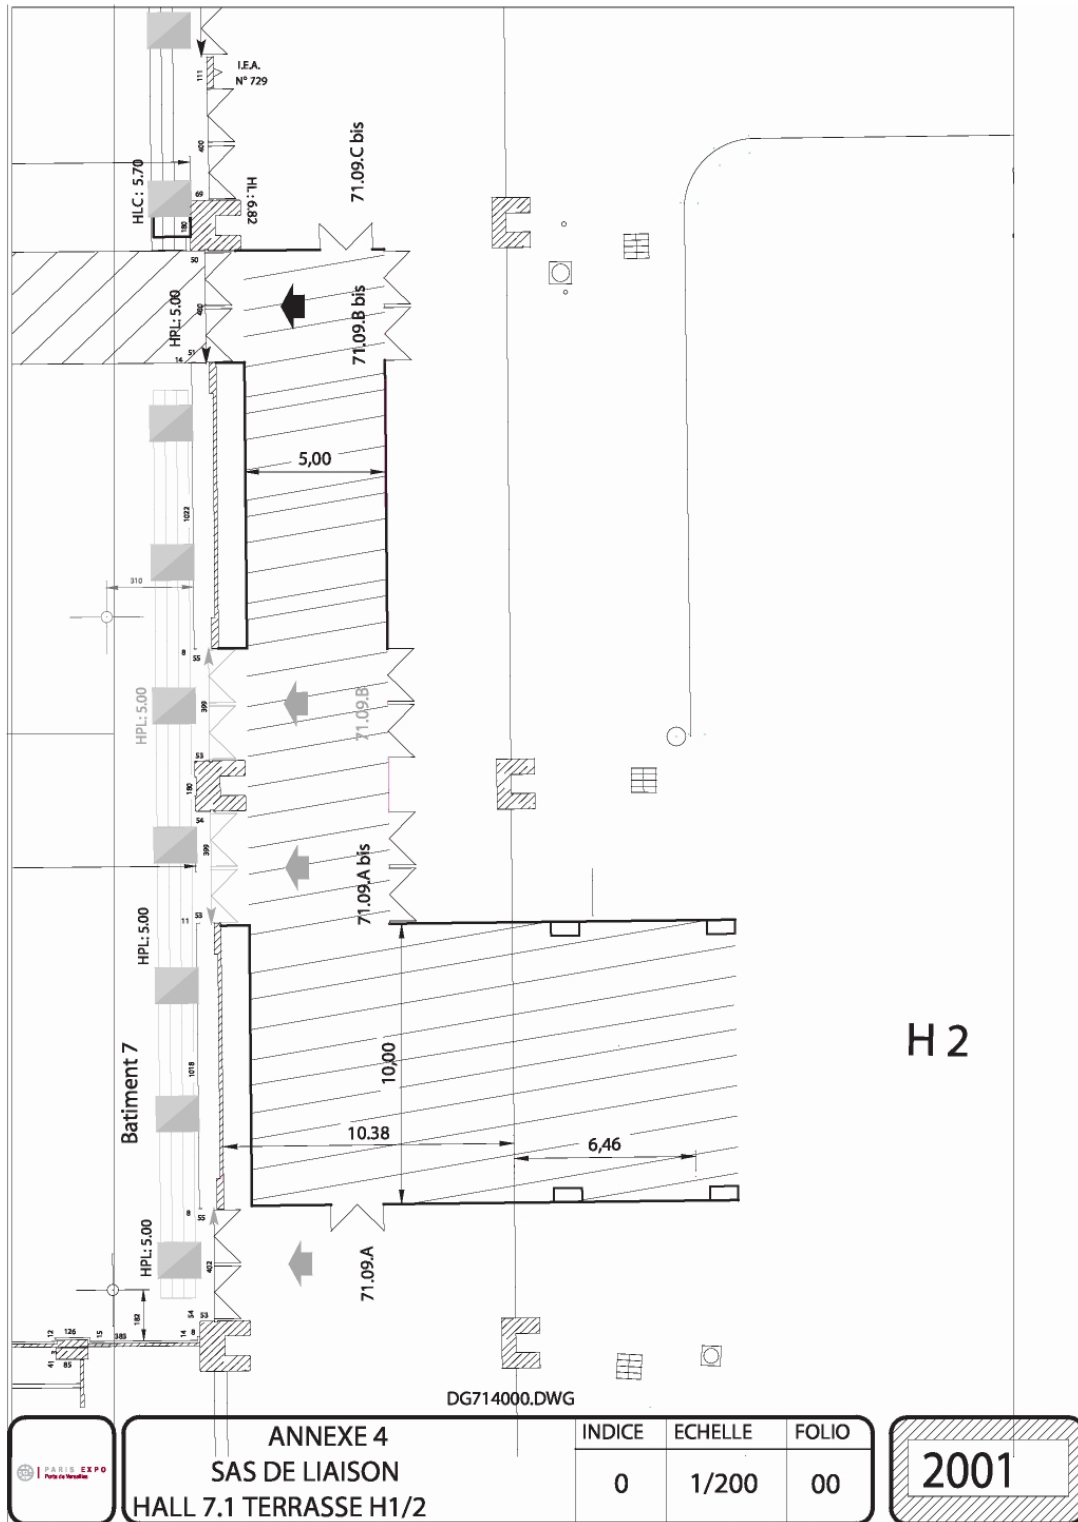 I.E.A.
N° 729
111
400
HLC : 5.70
69
HL : 6.82
180
71.09.C bis
50
HPL: 5.00
400
71.09.B bis
51
14
5,00
1022
310
8
55
HPL: 5.00
399
71.09.B
53
180
54
399
71.09.A bis
53
11
HPL: 5.00
Batiment 7
1018
10,00
10.38
6,46
H 2
8
55
HPL: 5.00
402
71.09.A
182
54
53
12
126
15
385
14
8
41
85
DG714000.DWG
PARIS EXPO
Porte de Versailles
ANNEXE 4
SAS DE LIAISON
HALL 7.1 TERRASSE H1/2
INDICE
ECHELLE
FOLIO
0
1/200
00
2001